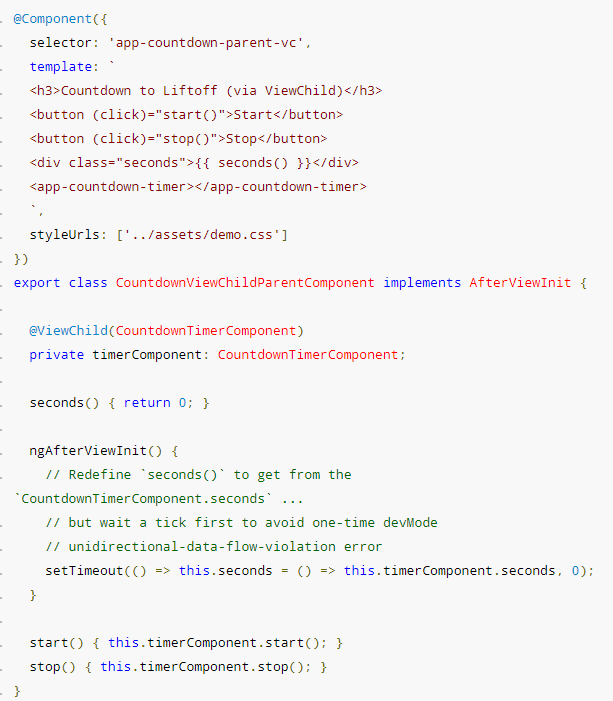 @Component({
  selector: 'app-countdown-parent-vc',
  template: `
  <h3>Countdown to Liftoff (via ViewChild)</h3>
  <button (click)="start()">Start</button>
  <button (click)="stop()">Stop</button>
  <div class="seconds">{{ seconds() }}</div>
  <app-countdown-timer></app-countdown-timer>
  `,
  styleUrls: ['../assets/demo.css']
})
export class CountdownViewChildParentComponent implements AfterViewInit {

  @ViewChild(CountdownTimerComponent)
  private timerComponent: CountdownTimerComponent;

  seconds() { return 0; }

  ngAfterViewInit() {
    // Redefine `seconds()` to get from the
`CountdownTimerComponent.seconds` ...
    // but wait a tick first to avoid one-time devMode
    // unidirectional-data-flow-violation error
    setTimeout(() => this.seconds = () => this.timerComponent.seconds, 0);
  }

  start() { this.timerComponent.start(); }
  stop() { this.timerComponent.stop(); }
}